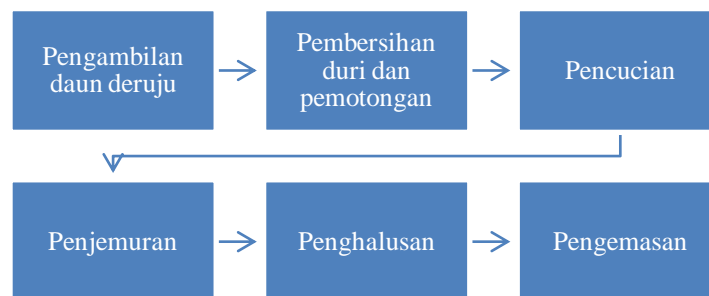 Pengambilan
daun deruju
Pembersihan
duri dan
pemotongan
Pencucian
Penjemuran
Penghalusan
Pengemasan